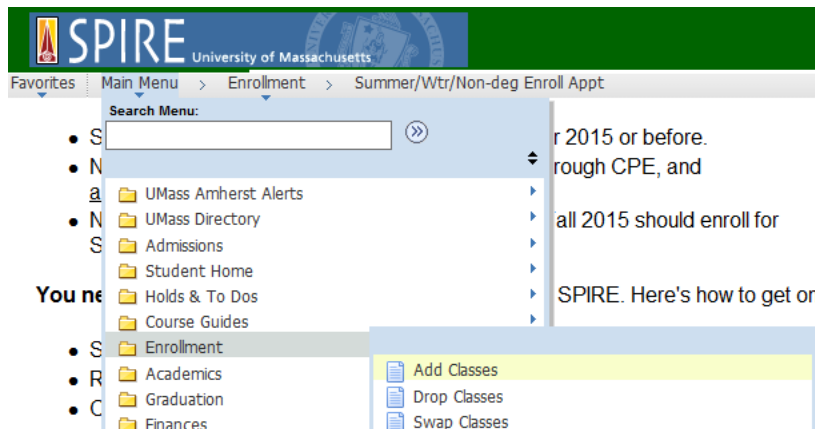 SPIRE University of Massachusetts
Favorites Main Menu > Enrollment > Summer/Wtr/Non-deg Enroll Appt
Search Menu:
• S r 2015 or before.
• N rough CPE, and
a
UMass Amherst Alerts
• N UMass Directory all 2015 should enroll for
S Admissions
Student Home
You ne Holds & To Dos SPIRE. Here's how to get or
Course Guides
• S Enrollment
• R Academics Add Classes
Graduation Drop Classes
Finances Swap Classes